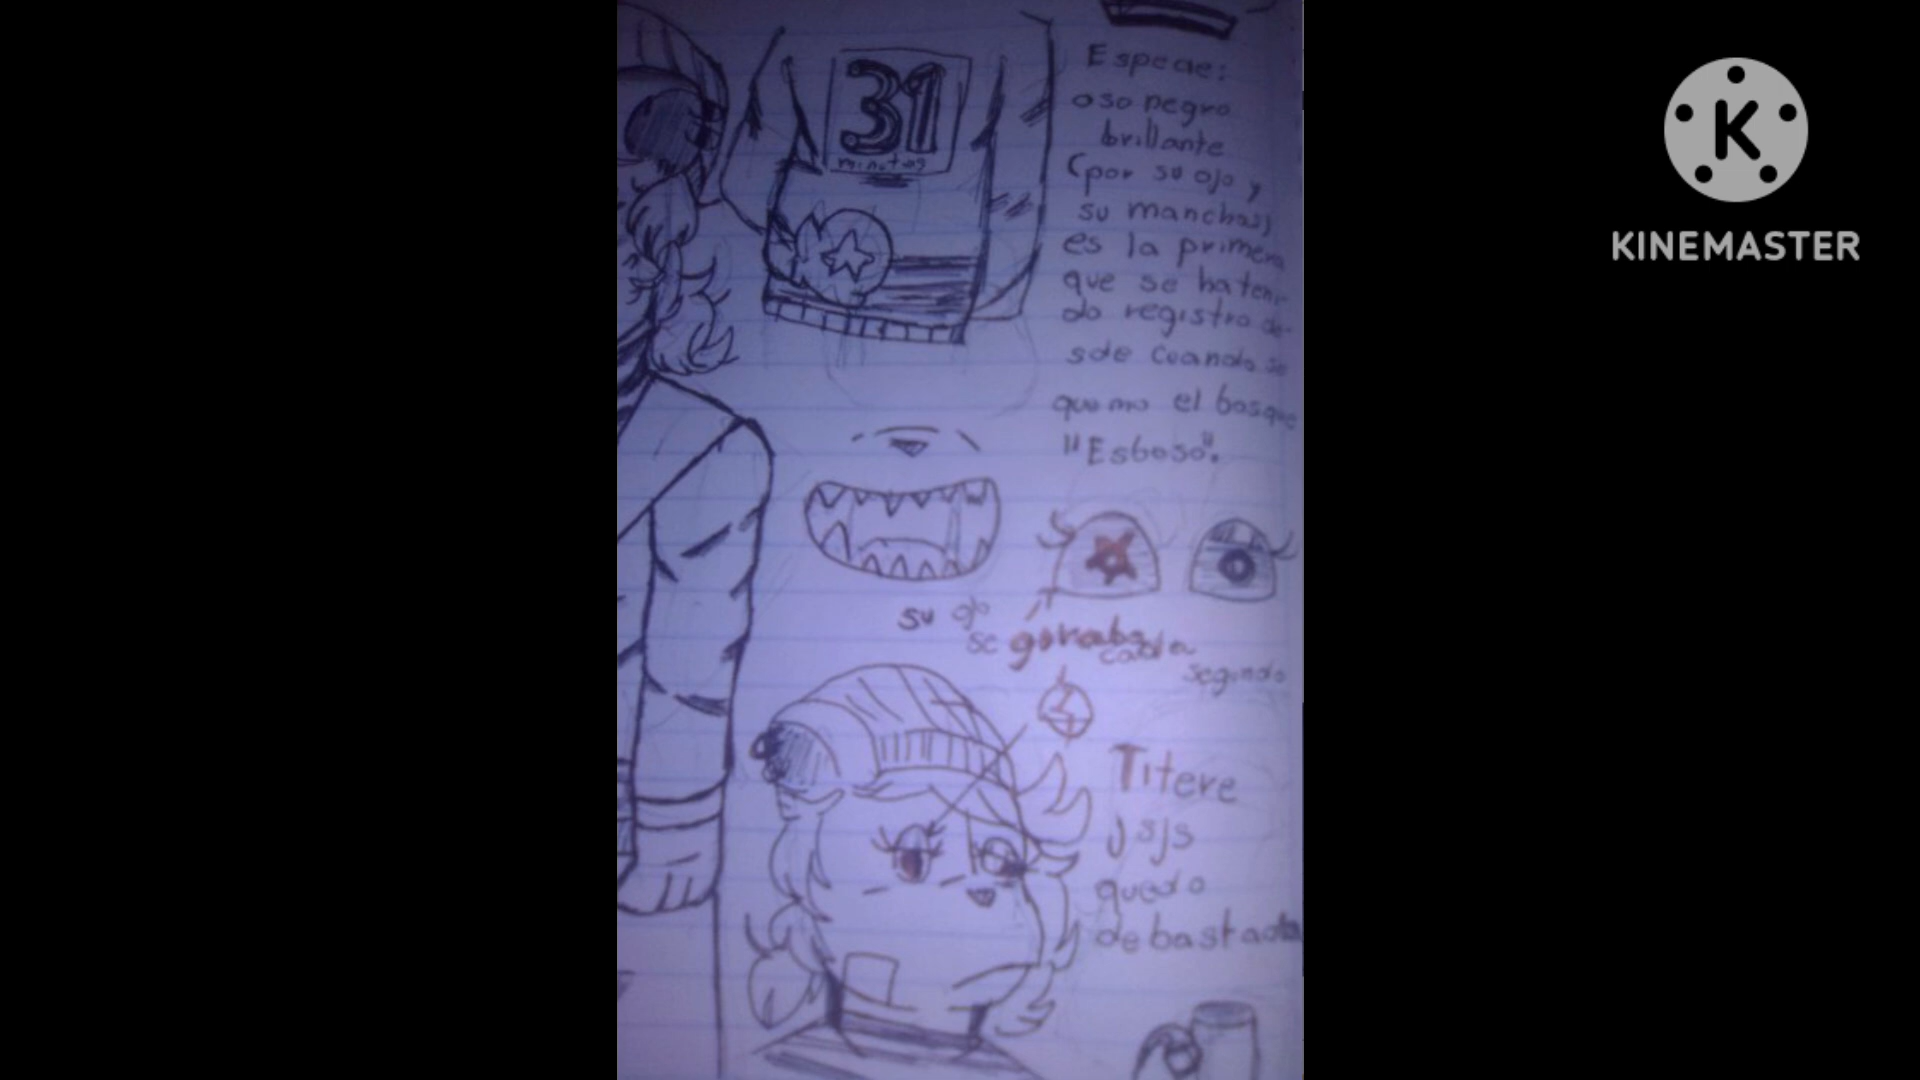 31
minutos
Especie:
oso negro
brillante
(por su ojo y
su manchas)
es la primera
que se ha teni
do registro de
sde cuando se
quemo el bosque
"Esboso".
su ojo
se
cada
segundo
Titere
jsjs
quedo
debastada
K
KINEMASTER